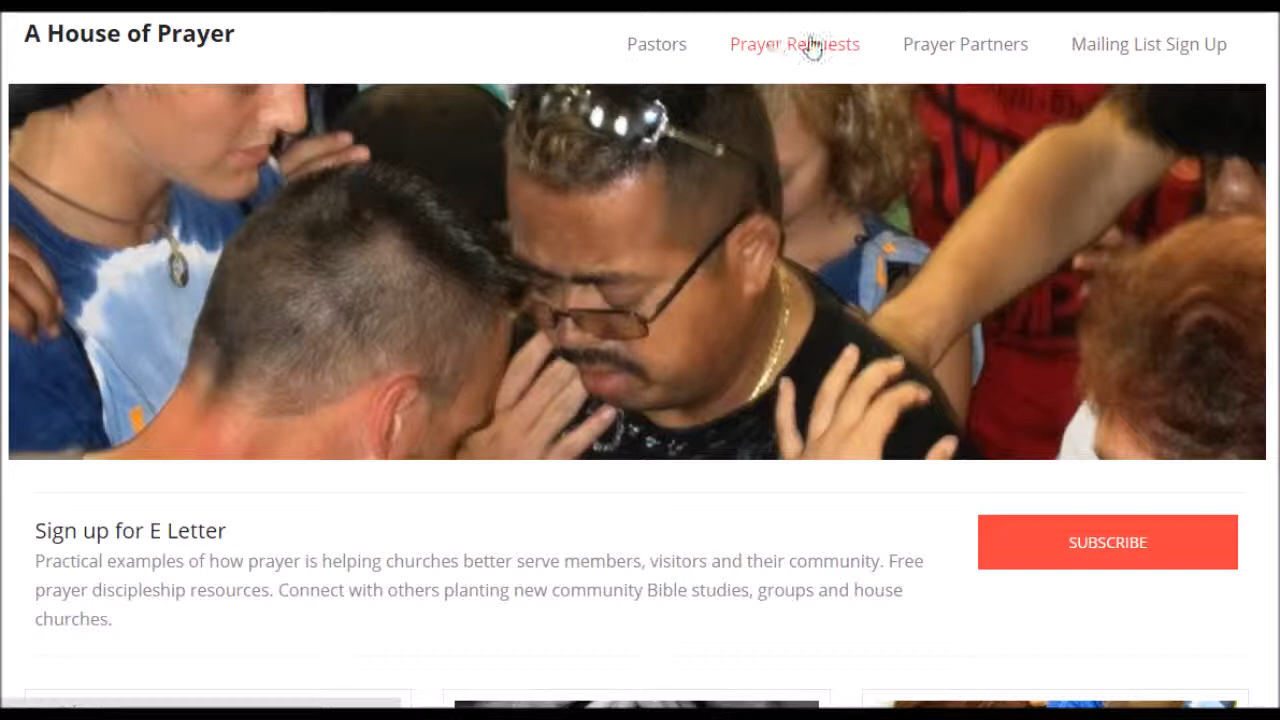 A House of Prayer
Pastors Prayer Requests Prayer Partners Mailing List Sign Up
Sign up for E Letter
Practical examples of how prayer is helping churches better serve members, visitors and their community. Free
prayer discipleship resources. Connect with others planting new community Bible studies, groups and house
churches.
SUBSCRIBE